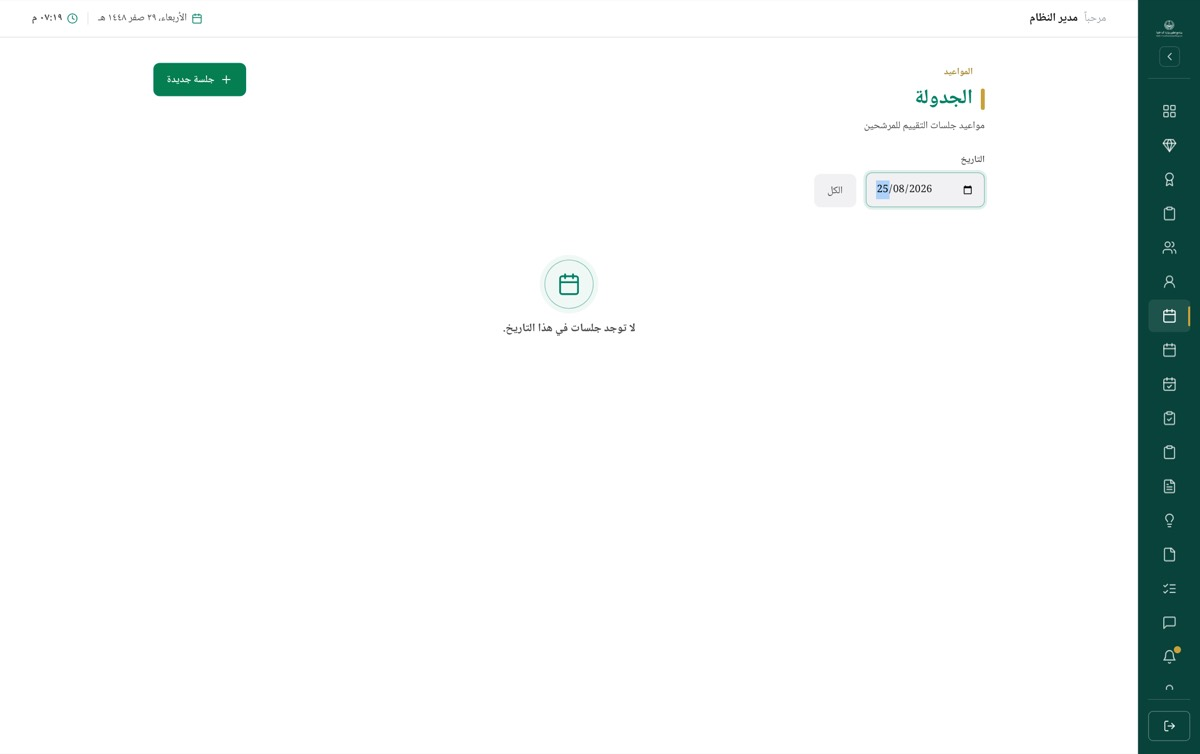 مرحباً مدير النظام
الأربعاء، ٢٩ صفر ١٤٤٨ هـ
٠٧:١٩ م
المواعيد
الجدولة
مواعيد جلسات التقييم للمرشحين
جلسة جديدة
التاريخ
25/08/2026
الكل
لا توجد جلسات في هذا التاريخ.